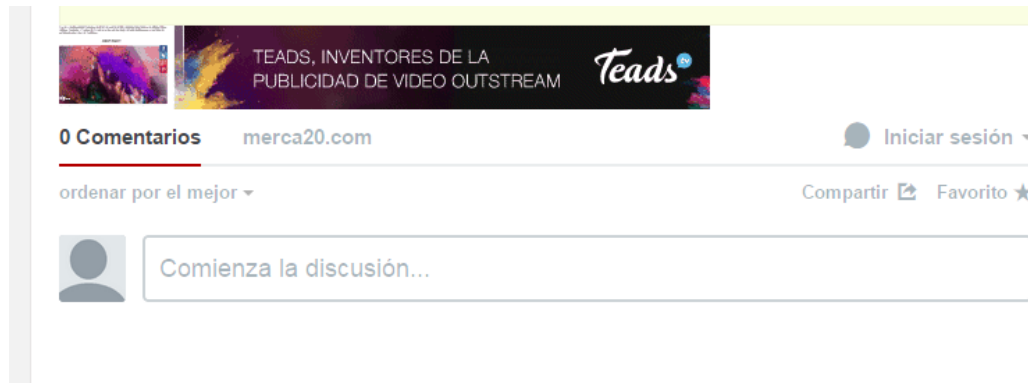 TEADS, INVENTORES DE LA
PUBLICIDAD DE VIDEO OUTSTREAM
Teads tv
0 Comentarios
merca20.com
Iniciar sesión
ordenar por el mejor
Compartir
Favorito
Comienza la discusión...